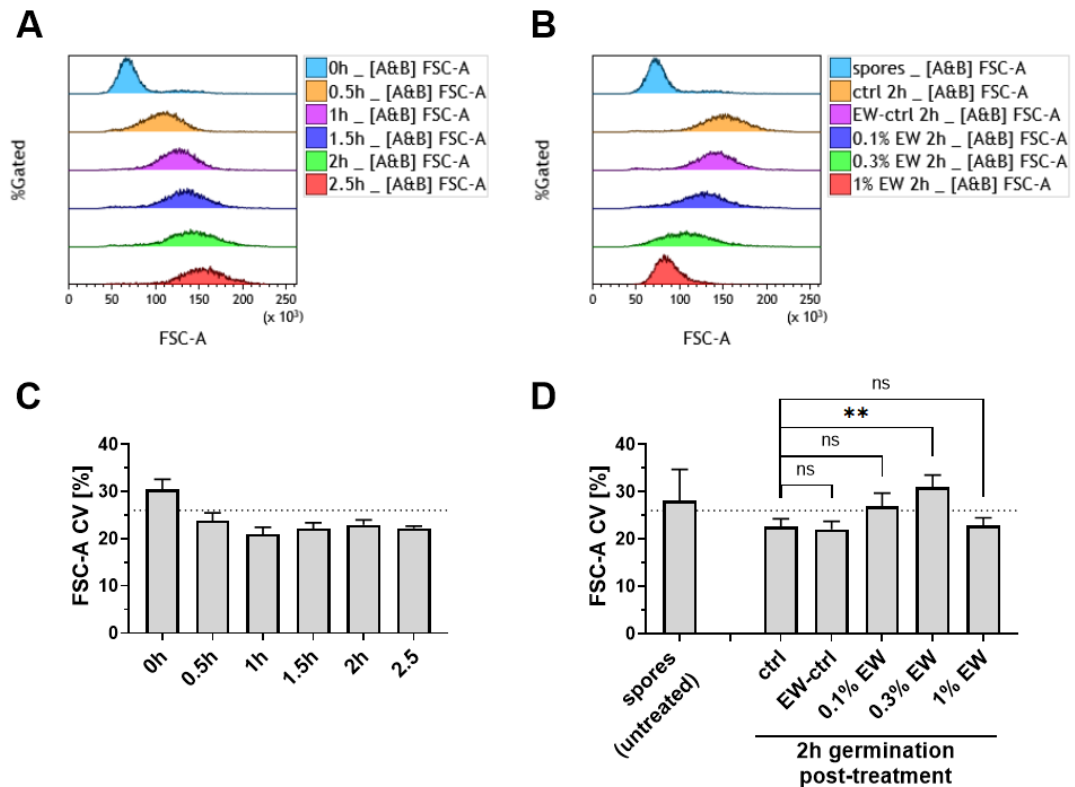 A
%Gated
0h _ [A&B] FSC-A
0.5h _ [A&B] FSC-A
1h _ [A&B] FSC-A
1.5h _ [A&B] FSC-A
2h _ [A&B] FSC-A
2.5h _ [A&B] FSC-A
0 50 100 150 200 250
(x 10³)
FSC-A
B
%Gated
spores _ [A&B] FSC-A
ctrl 2h _ [A&B] FSC-A
EW-ctrl 2h _ [A&B] FSC-A
0.1% EW 2h _ [A&B] FSC-A
0.3% EW 2h _ [A&B] FSC-A
1% EW 2h _ [A&B] FSC-A
0 50 100 150 200 250
(x 10³)
FSC-A
C
FSC-A CV [%]
40
30
20
10
0
0h 0.5h 1h 1.5h 2h 2.5
D
FSC-A CV [%]
40
30
20
10
0
ns
**
ns
ns
spores
(untreated)
ctrl
EW-ctrl
0.1% EW
0.3% EW
1% EW
2h germination
post-treatment